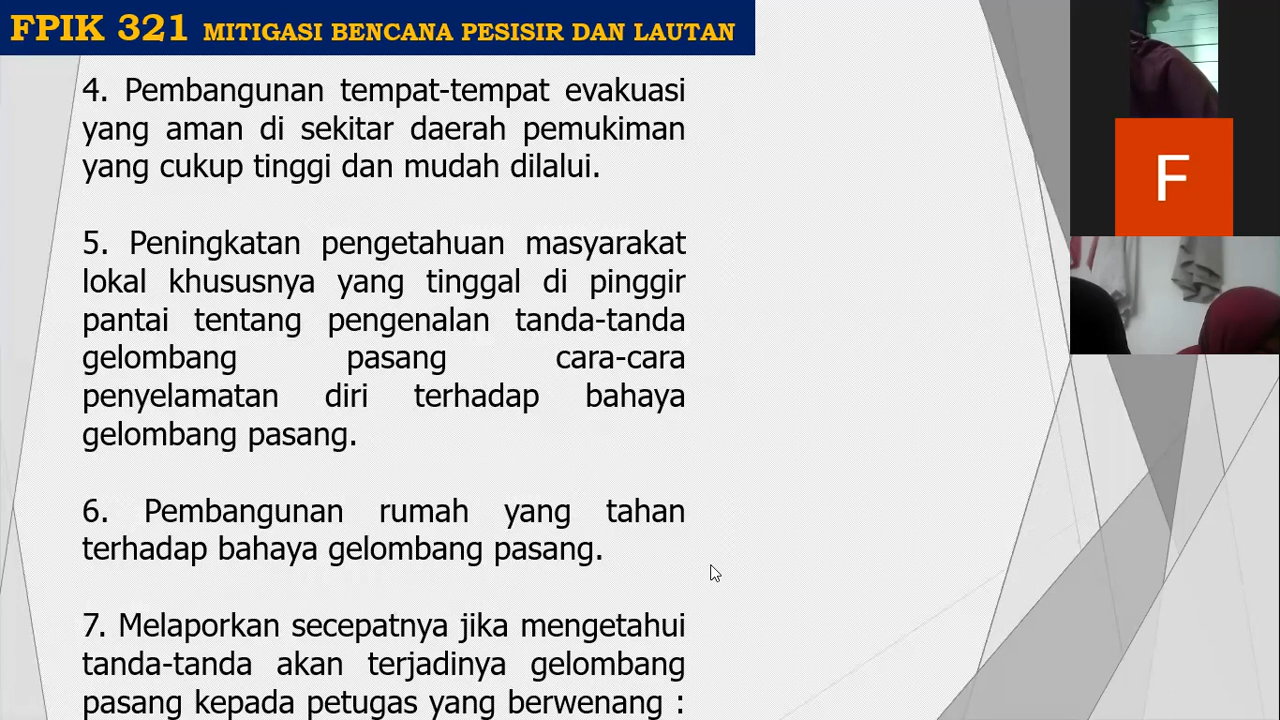 FPIK 321 MITIGASI BENCANA PESISIR DAN LAUTAN
4. Pembangunan tempat-tempat evakuasi
yang aman di sekitar daerah pemukiman
yang cukup tinggi dan mudah dilalui.
5. Peningkatan pengetahuan masyarakat
lokal khususnya yang tinggal di pinggir
pantai tentang pengenalan tanda-tanda
gelombang pasang cara-cara
penyelamatan diri terhadap bahaya
gelombang pasang.
6. Pembangunan rumah yang tahan
terhadap bahaya gelombang pasang.
7. Melaporkan secepatnya jika mengetahui
tanda-tanda akan terjadinya gelombang
pasang kepada petugas yang berwenang :
F